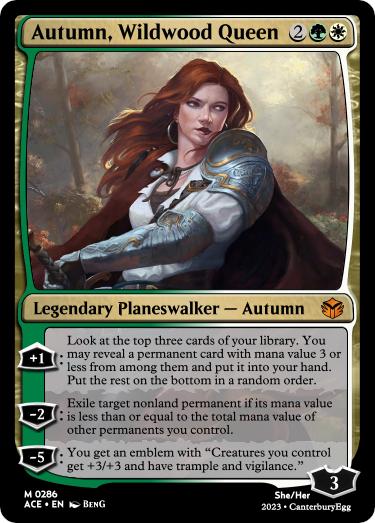 Autumn, Wildwood Queen 2
Legendary Planeswalker — Autumn
+1: Look at the top three cards of your library. You
may reveal a permanent card with mana value 3 or
less from among them and put it into your hand.
Put the rest on the bottom in a random order.
-2: Exile target nonland permanent if its mana value
is less than or equal to the total mana value of
other permanents you control.
-5: You get an emblem with “Creatures you control
get +3/+3 and have trample and vigilance.”
3
M 0286
ACE • EN BenG
She/Her
2023 • CanterburyEgg